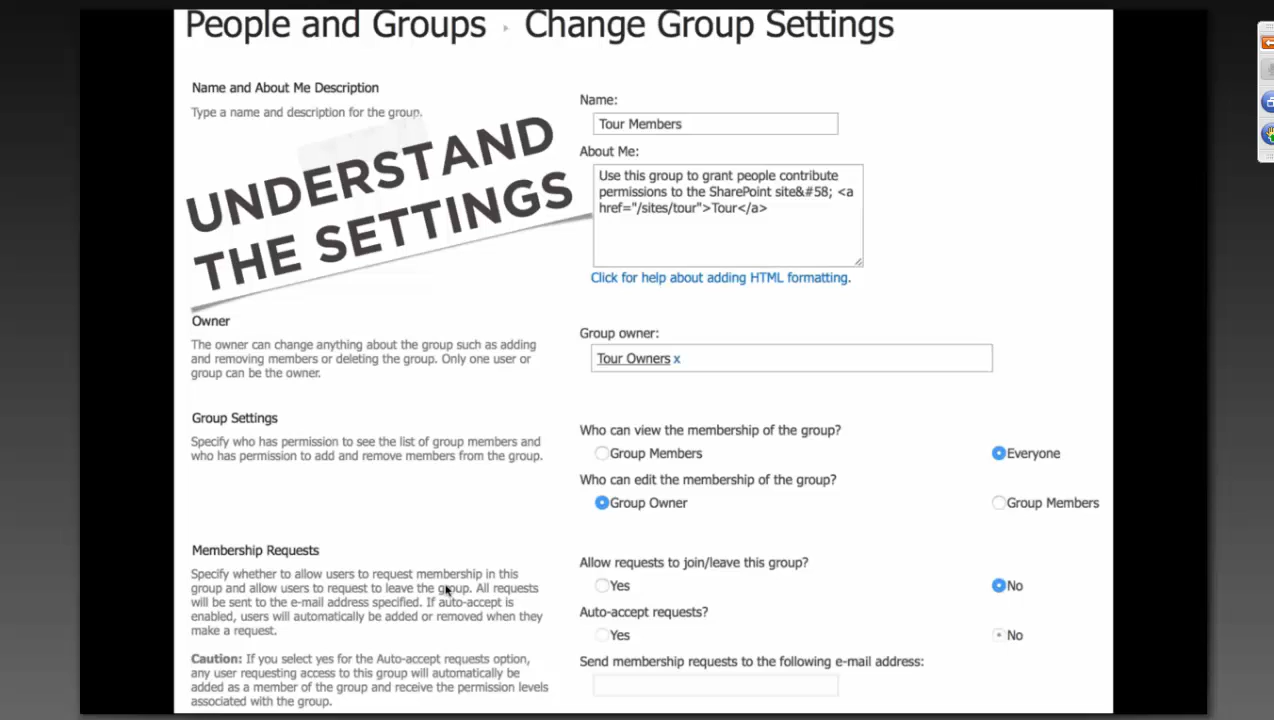 People and Groups ▸ Change Group Settings
Name and About Me Description
Type a name and description for the group.
UNDERSTAND
THE SETTINGS
Name:
Tour Members
About Me:
Use this group to grant people contribute
permissions to the SharePoint site&#58; <a
href="/sites/tour">Tour</a>
Click for help about adding HTML formatting.
Owner
The owner can change anything about the group such as adding
and removing members or deleting the group. Only one user or
group can be the owner.
Group owner:
Tour Owners x
Group Settings
Specify who has permission to see the list of group members and
who has permission to add and remove members from the group.
Who can view the membership of the group?
Group Members Everyone
Who can edit the membership of the group?
Group Owner Group Members
Membership Requests
Specify whether to allow users to request membership in this
group and allow users to request to leave the group. All requests
will be sent to the e-mail address specified. If auto-accept is
enabled, users will automatically be added or removed when they
make a request.
Caution: If you select yes for the Auto-accept requests option,
any user requesting access to this group will automatically be
added as a member of the group and receive the permission levels
associated with the group.
Allow requests to join/leave this group?
Yes No
Auto-accept requests?
Yes No
Send membership requests to the following e-mail address: